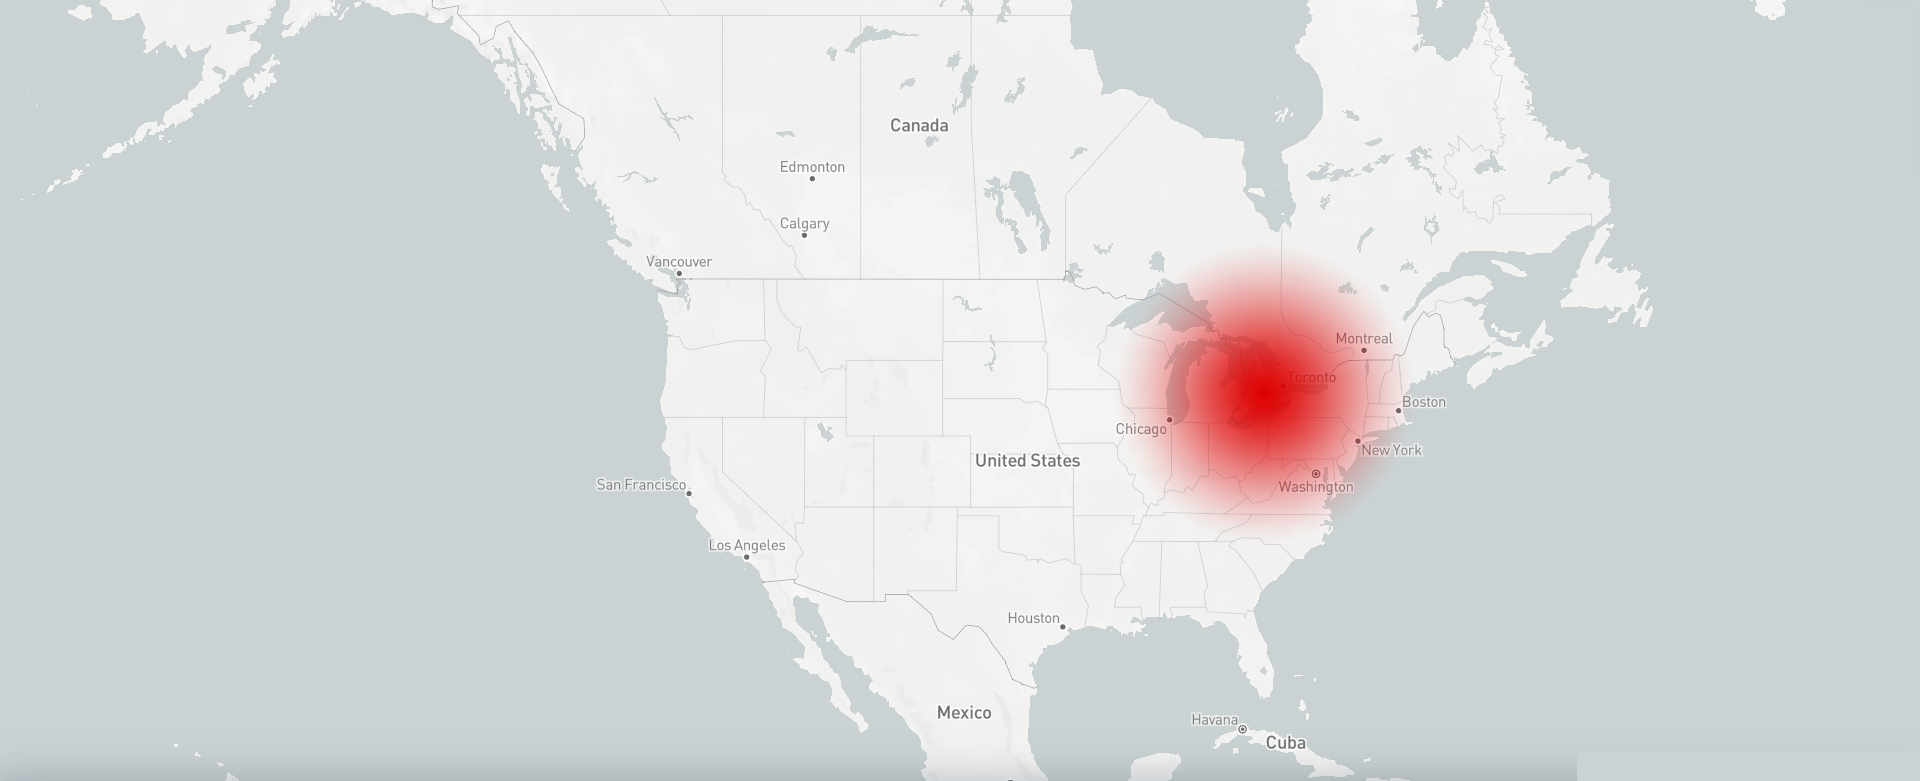 Canada
Edmonton
Calgary
Vancouver
Montreal
Toronto
Boston
Chicago
New York
United States
San Francisco
Washington
Los Angeles
Houston
Mexico
Havana
Cuba